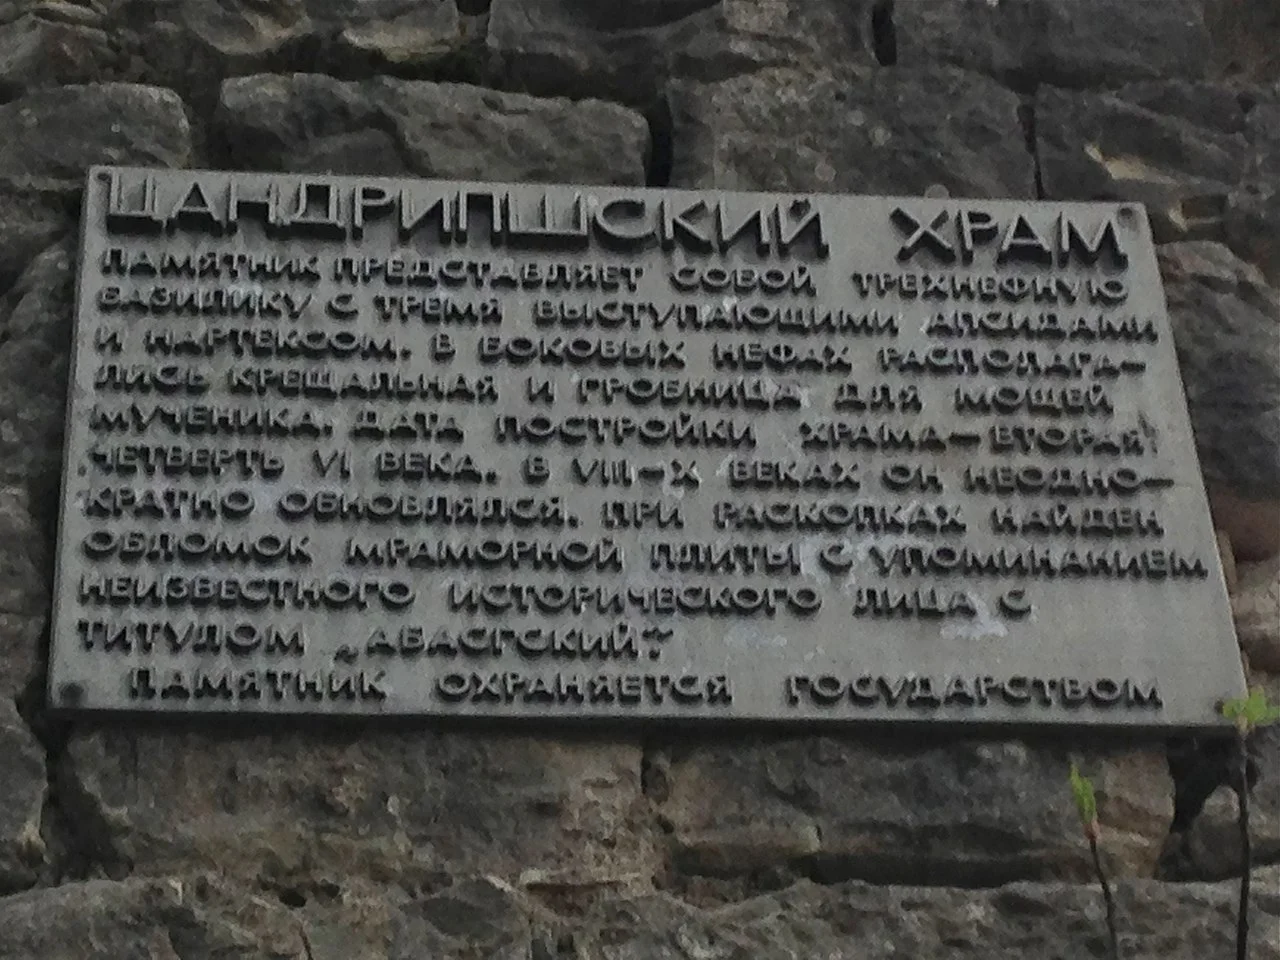 ЦАНДРИПШСКИЙ ХРАМ
ПАМЯТНИК ПРЕДСТАВЛЯЕТ СОБОЙ ТРЕХНЕФНУЮ
БАЗИЛИКУ С ТРЕМЯ ВЫСТУПАЮЩИМИ АПСИДАМИ
И НАРТЕКСОМ. В БОКОВЫХ НЕФАХ РАСПОЛАГА-
ЛИСЬ КРЕЩАЛЬНАЯ И ГРОБНИЦА ДЛЯ МОЩЕЙ
МУЧЕНИКА. ДАТА ПОСТРОЙКИ ХРАМА—ВТОРАЯ
ЧЕТВЕРТЬ VI ВЕКА. В VIII—X ВЕКАХ ОН НЕОДНО-
КРАТНО ОБНОВЛЯЛСЯ. ПРИ РАСКОПКАХ НАЙДЕН
ОБЛОМОК МРАМОРНОЙ ПЛИТЫ С УПОМИНАНИЕМ
НЕИЗВЕСТНОГО ИСТОРИЧЕСКОГО ЛИЦА С
ТИТУЛОМ „АБАСГСКИЙ".
ПАМЯТНИК ОХРАНЯЕТСЯ ГОСУДАРСТВОМ